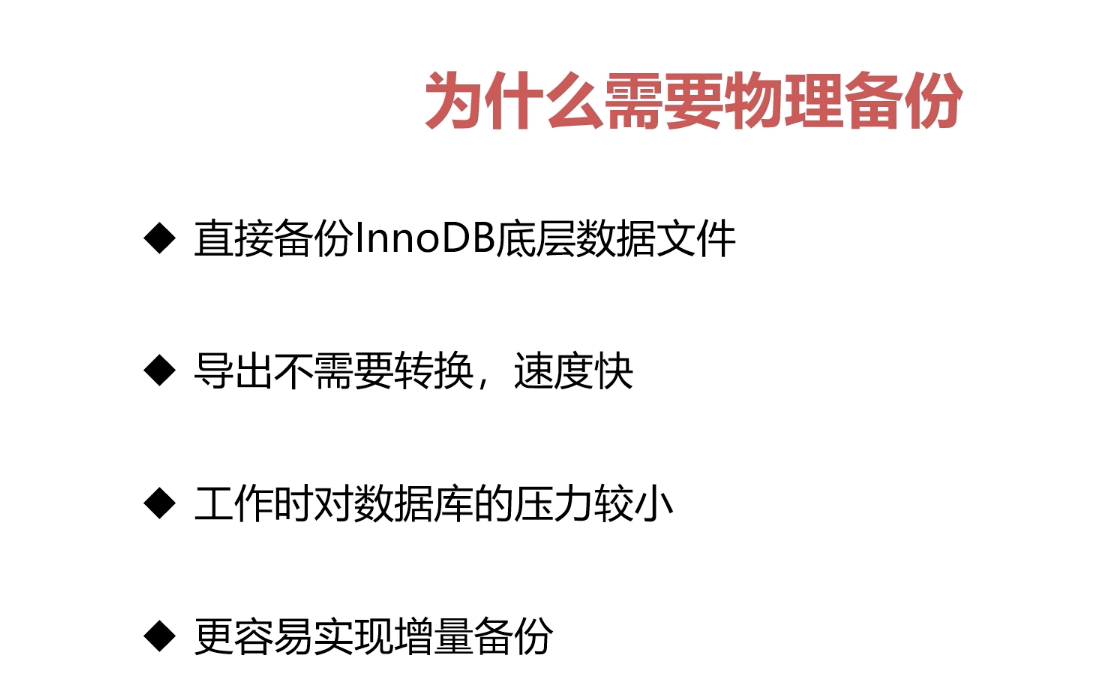 为什么需要物理备份
◆ 直接备份InnoDB底层数据文件
◆ 导出不需要转换，速度快
◆ 工作时对数据库的压力较小
◆ 更容易实现增量备份